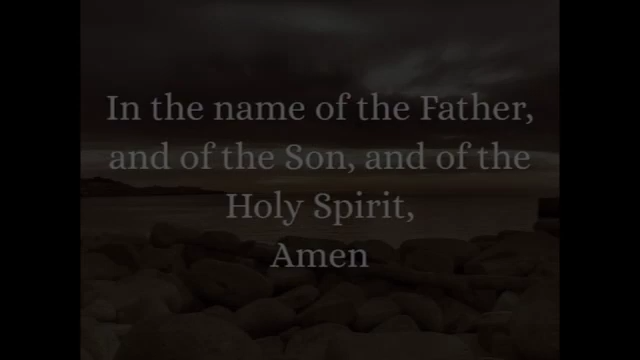 In the name of the Father,
and of the Son, and of the
Holy Spirit,
Amen